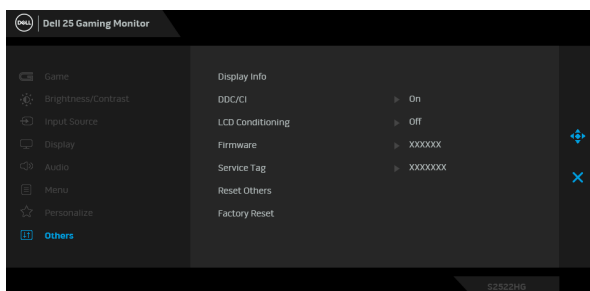 DELL
Dell 25 Gaming Monitor
Game
Brightness/Contrast
Input Source
Display
Audio
Menu
Personalize
Others
Display Info
DDC/CI On
LCD Conditioning Off
Firmware XXXXXX
Service Tag XXXXXXX
Reset Others
Factory Reset
S2522HG